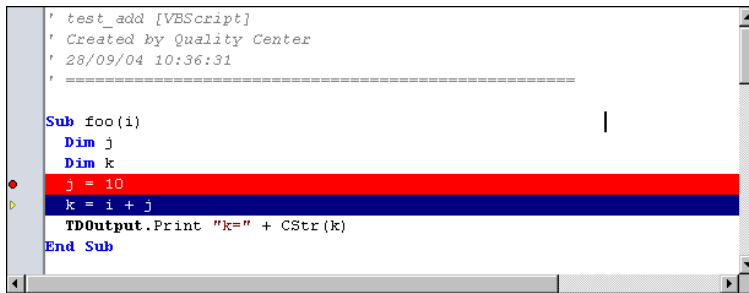 ' test_add [VBScript]
' Created by Quality Center
' 28/09/04 10:36:31
' ====================================================
Sub foo(i)
Dim j
Dim k
j = 10
k = i + j
TDOutput.Print "k=" + CStr(k)
End Sub